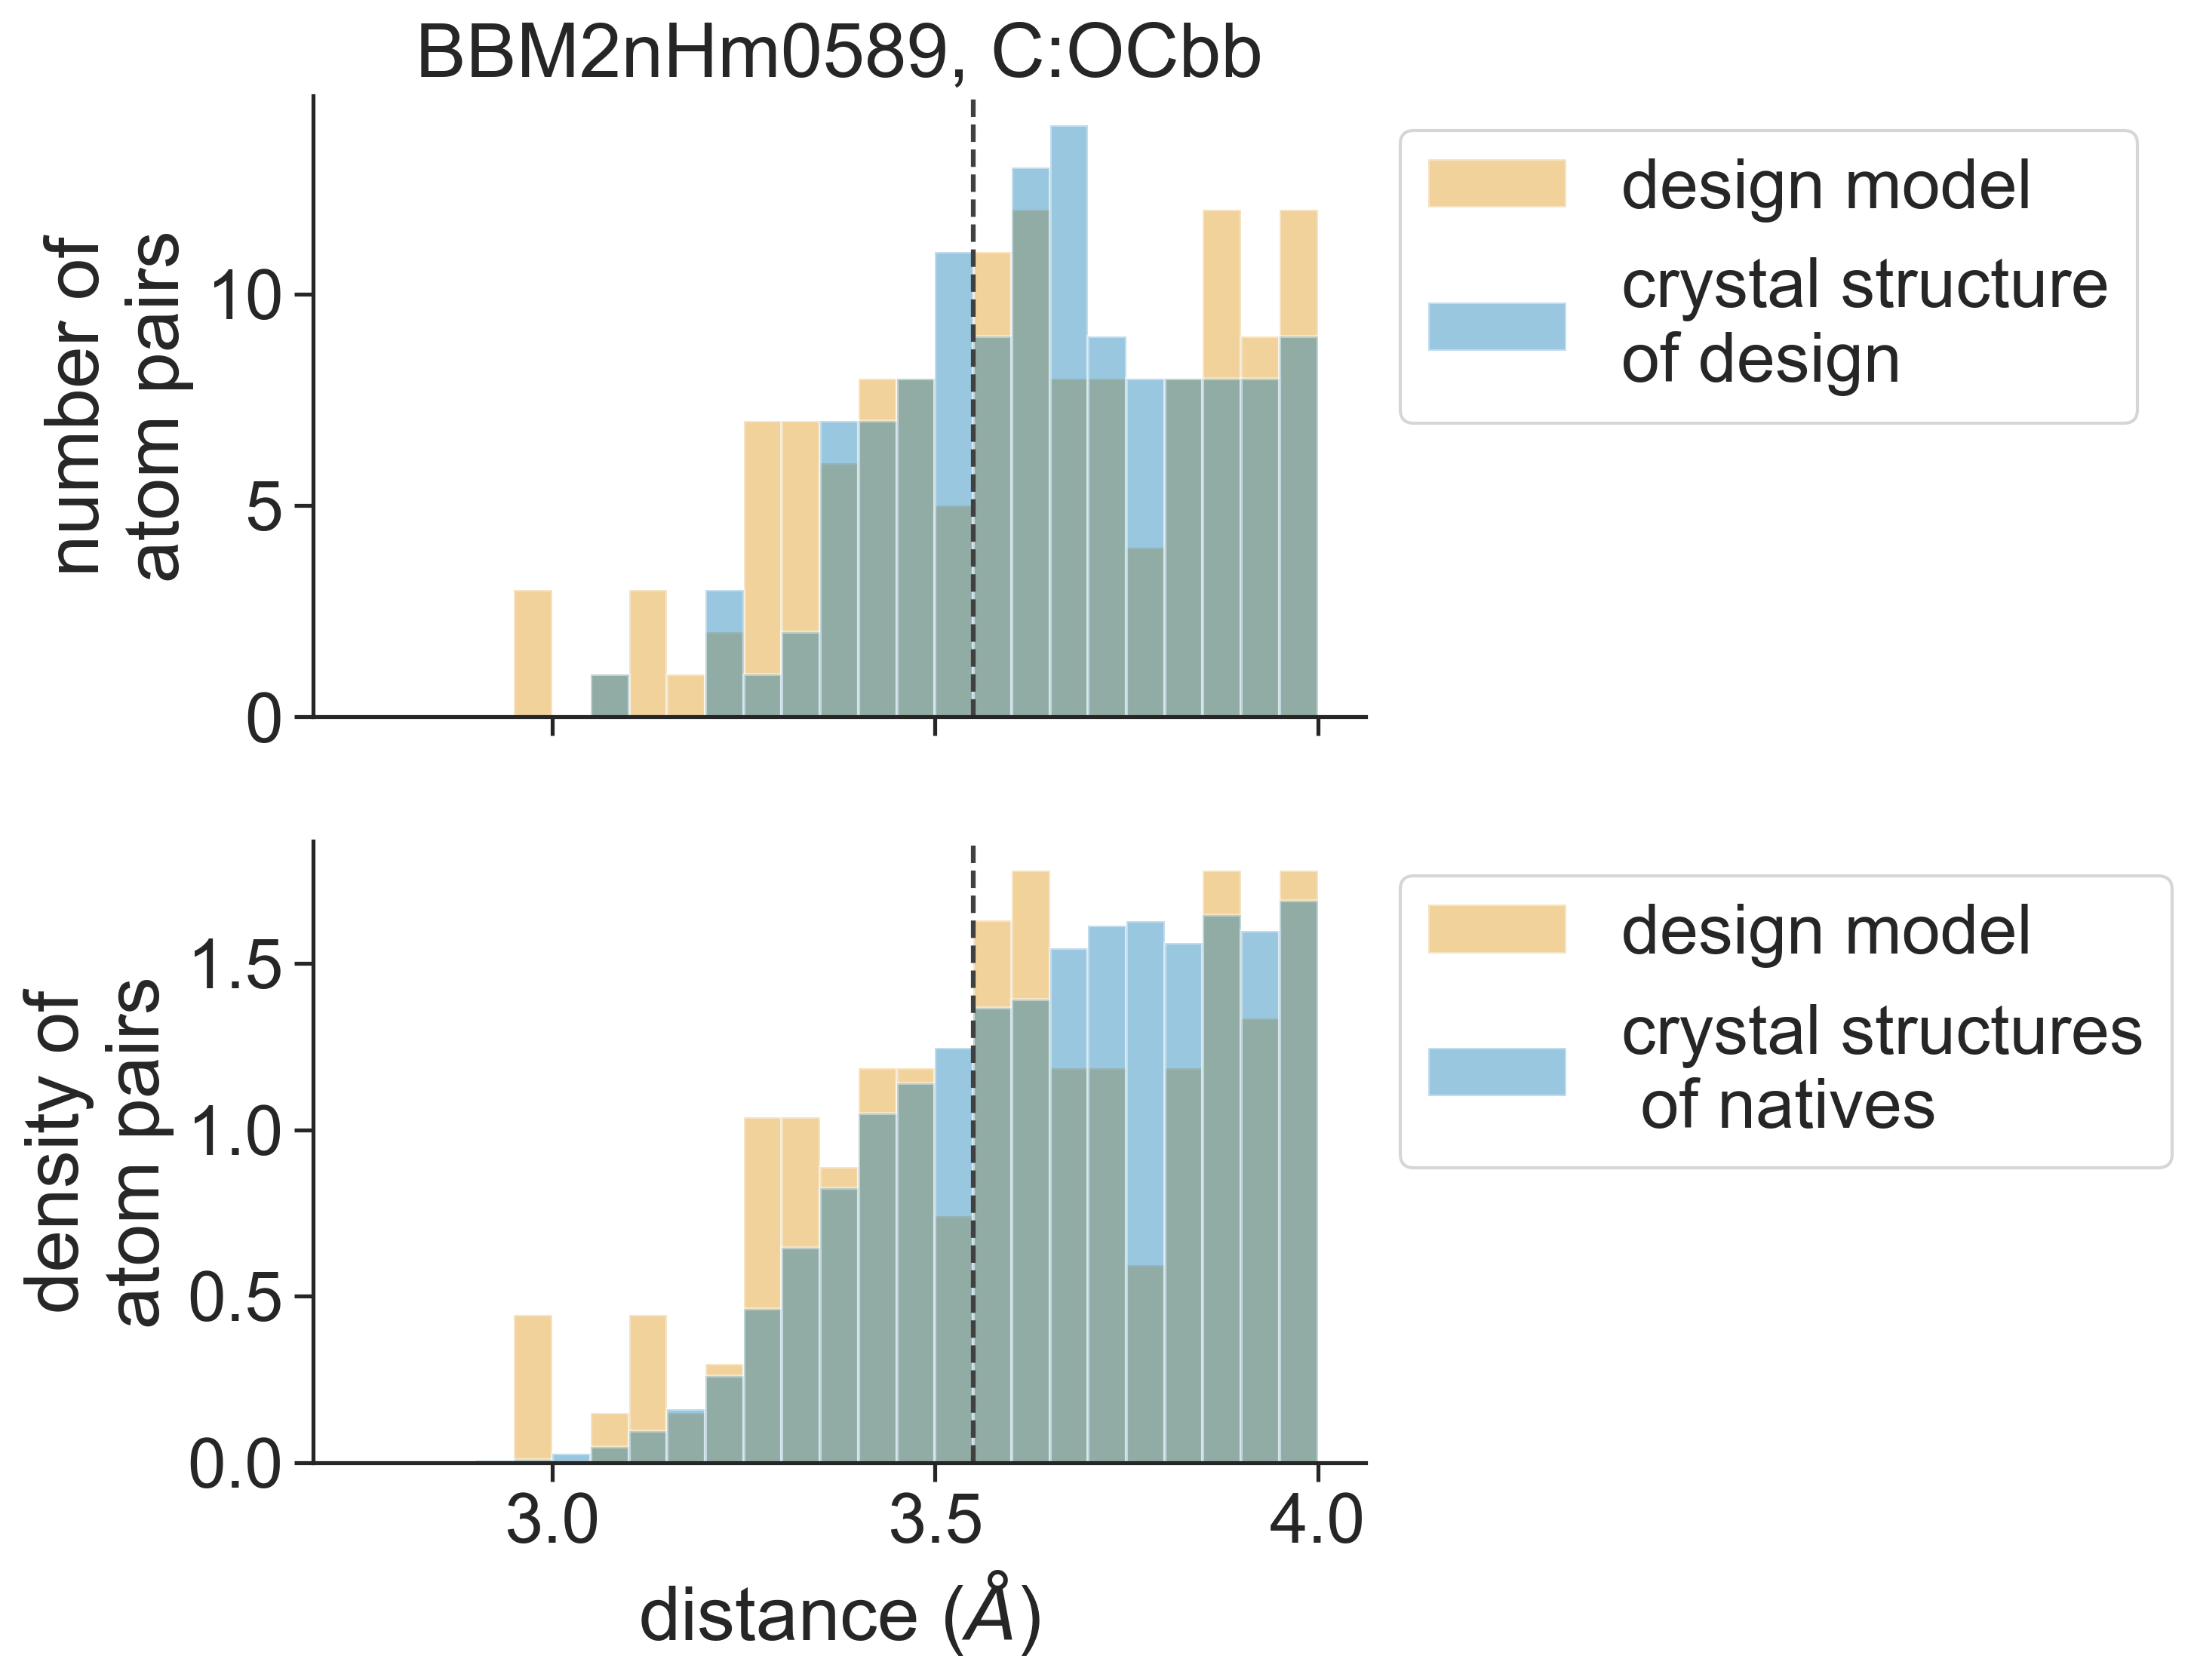 BBM2nHm0589, C:OCbb
number of
atom pairs
10
5
0
design model
crystal structure
of design
density of
atom pairs
1.5
1.0
0.5
0.0
3.0
3.5
4.0
distance (Å)
design model
crystal structures
of natives